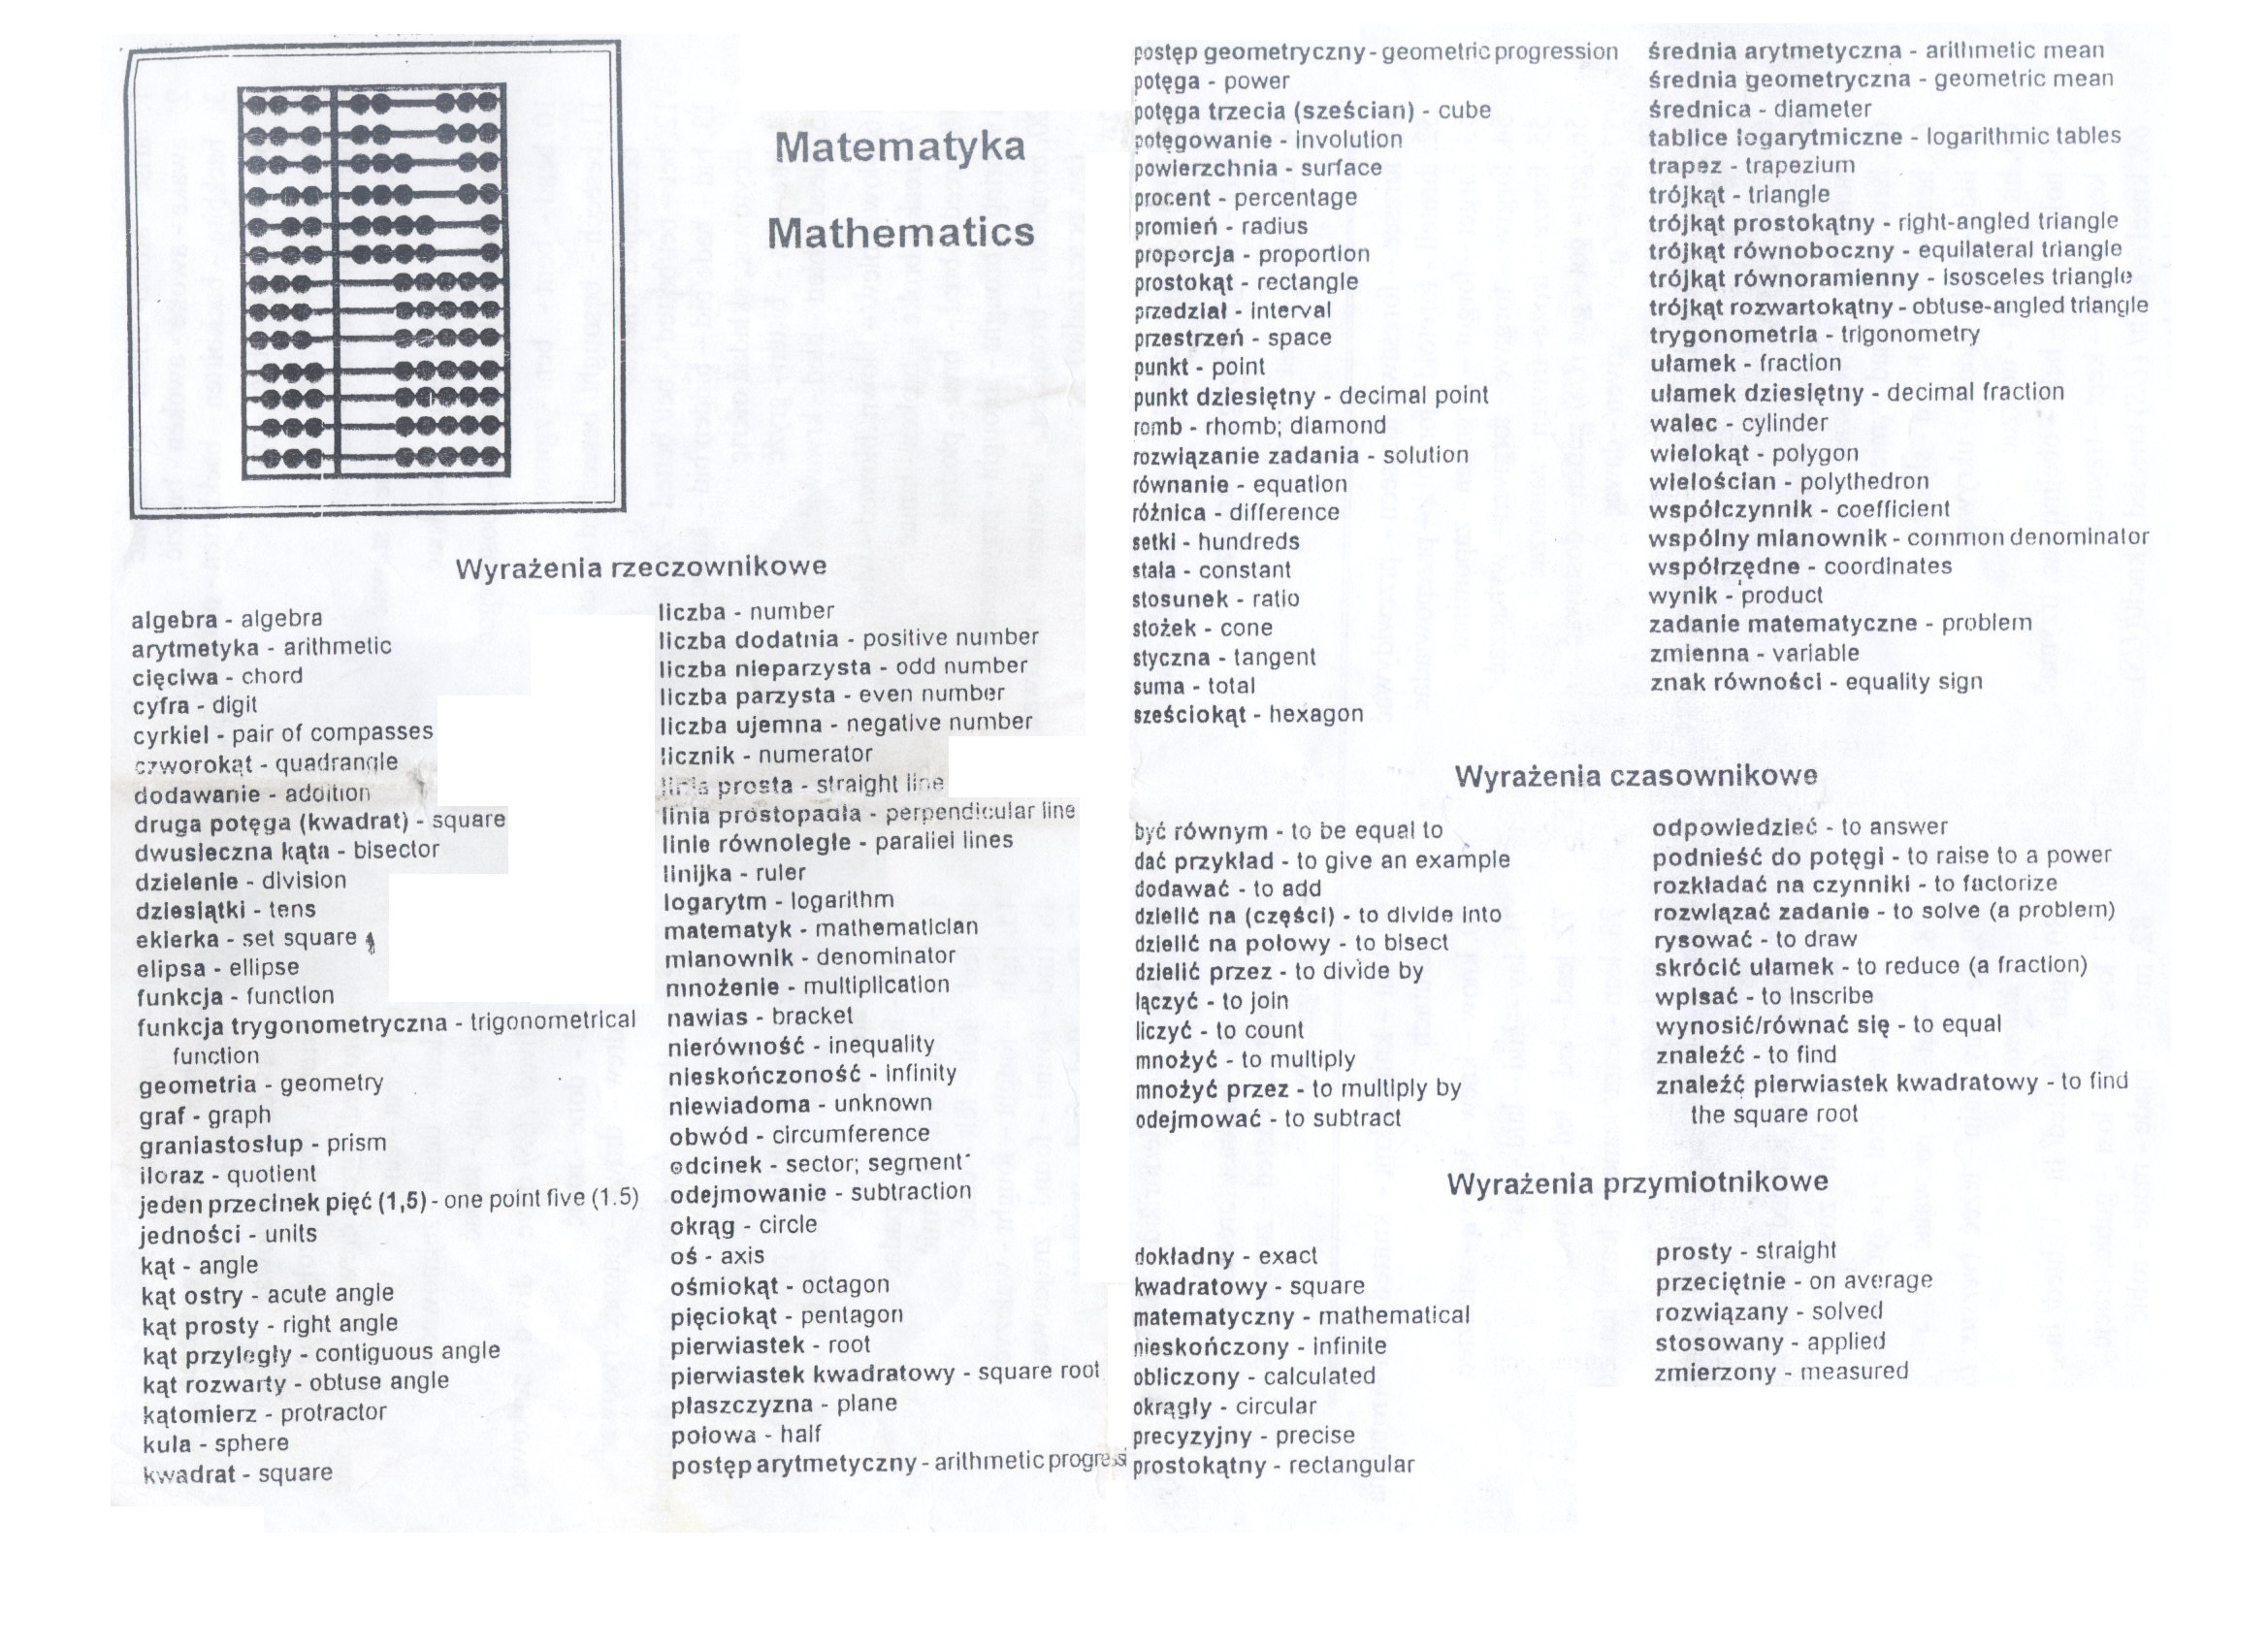 Matematyka
Mathematics
Wyrażenia rzeczownikowe
algebra - algebra
arytmetyka - arithmetic
cięciwa - chord
cyfra - digit
cyrkiel - pair of compasses
czworokąt - quadrangle
dodawanie - addition
druga potęga (kwadrat) - square
dwusieczna kąta - bisector
dzielenie - division
dziesiątki - tens
ekierka - set square
elipsa - ellipse
funkcja - function
funkcja trygonometryczna - trigonometrical
function
geometria - geometry
graf - graph
graniastosłup - prism
iloraz - quotient
jeden przecinek pięć (1,5) - one point five (1.5)
jedności - units
kąt - angle
kąt ostry - acute angle
kąt prosty - right angle
kąt przyległy - contiguous angle
kąt rozwarty - obtuse angle
kątomierz - protractor
kula - sphere
kwadrat - square
liczba - number
liczba dodatnia - positive number
liczba nieparzysta - odd number
liczba parzysta - even number
liczba ujemna - negative number
licznik - numerator
linia prosta - straight line
linia prostopadła - perpendicular line
linie równoległe - parallel lines
linijka - ruler
logarytm - logarithm
matematyk - mathematician
mianownik - denominator
mnożenie - multiplication
nawias - bracket
nierówność - inequality
nieskończoność - infinity
niewiadoma - unknown
obwód - circumference
odcinek - sector; segment
odejmowanie - subtraction
okrąg - circle
oś - axis
ośmiokąt - octagon
pięciokąt - pentagon
pierwiastek - root
pierwiastek kwadratowy - square root
płaszczyzna - plane
połowa - half
postęp arytmetyczny - arithmetic progressi
postęp geometryczny - geometric progression
potęga - power
potęga trzecia (sześcian) - cube
potęgowanie - involution
powierzchnia - surface
procent - percentage
promień - radius
proporcja - proportion
prostokąt - rectangle
przedział - interval
przestrzeń - space
punkt - point
punkt dziesiętny - decimal point
romb - rhomb; diamond
rozwiązanie zadania - solution
równanie - equation
różnica - difference
setki - hundreds
stała - constant
stosunek - ratio
stożek - cone
styczna - tangent
suma - total
sześciokąt - hexagon
średnia arytmetyczna - arithmetic mean
średnia geometryczna - geometric mean
średnica - diameter
tablice logarytmiczne - logarithmic tables
trapez - trapezium
trójkąt - triangle
trójkąt prostokątny - right-angled triangle
trójkąt równoboczny - equilateral triangle
trójkąt równoramienny - isosceles triangle
trójkąt rozwartokątny - obtuse-angled triangle
trygonometria - trigonometry
ułamek - fraction
ułamek dziesiętny - decimal fraction
walec - cylinder
wielokąt - polygon
wielościan - polythedron
współczynnik - coefficient
wspólny mianownik - common denominator
współrzędne - coordinates
wynik - product
zadanie matematyczne - problem
zmienna - variable
znak równości - equality sign
Wyrażenia czasownikowe
być równym - to be equal to
dać przykład - to give an example
dodawać - to add
dzielić na (części) - to divide into
dzielić na połowy - to bisect
dzielić przez - to divide by
łączyć - to join
liczyć - to count
mnożyć - to multiply
mnożyć przez - to multiply by
odejmować - to subtract
odpowiedzieć - to answer
podnieść do potęgi - to raise to a power
rozkładać na czynniki - to factorize
rozwiązać zadanie - to solve (a problem)
rysować - to draw
skrócić ułamek - to reduce (a fraction)
wpisać - to inscribe
wynosić/równać się - to equal
znaleźć - to find
znaleźć pierwiastek kwadratowy - to find
the square root
Wyrażenia przymiotnikowe
dokładny - exact
kwadratowy - square
matematyczny - mathematical
nieskończony - infinite
obliczony - calculated
okrągły - circular
precyzyjny - precise
prostokątny - rectangular
prosty - straight
przeciętnie - on average
rozwiązany - solved
stosowany - applied
zmierzony - measured